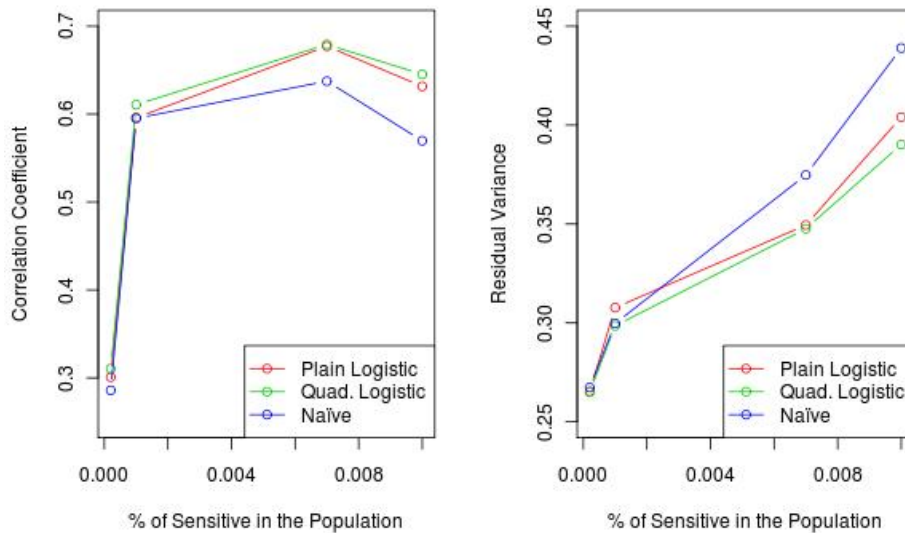 0.7
0.6
0.5
0.4
0.3
Correlation Coefficient
Plain Logistic
Quad. Logistic
Naïve
0.000
0.004
0.008
% of Sensitive in the Population
0.45
0.40
0.35
0.30
0.25
Residual Variance
Plain Logistic
Quad. Logistic
Naïve
0.000
0.004
0.008
% of Sensitive in the Population